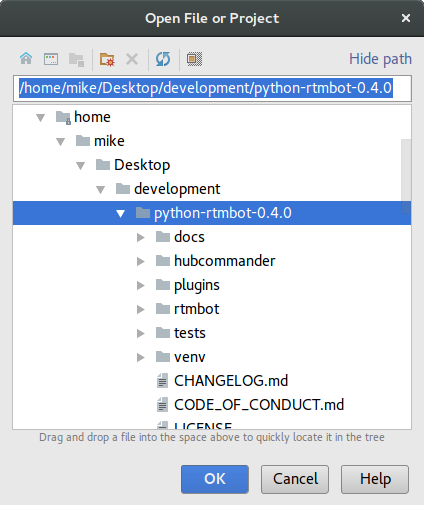 Open File or Project
Hide path
/home/mike/Desktop/development/python-rtmbot-0.4.0
home
mike
Desktop
development
python-rtmbot-0.4.0
docs
hubcommander
plugins
rtmbot
tests
venv
CHANGELOG.md
CODE_OF_CONDUCT.md
LICENSE
Drag and drop a file into the space above to quickly locate it in the tree
OK
Cancel
Help